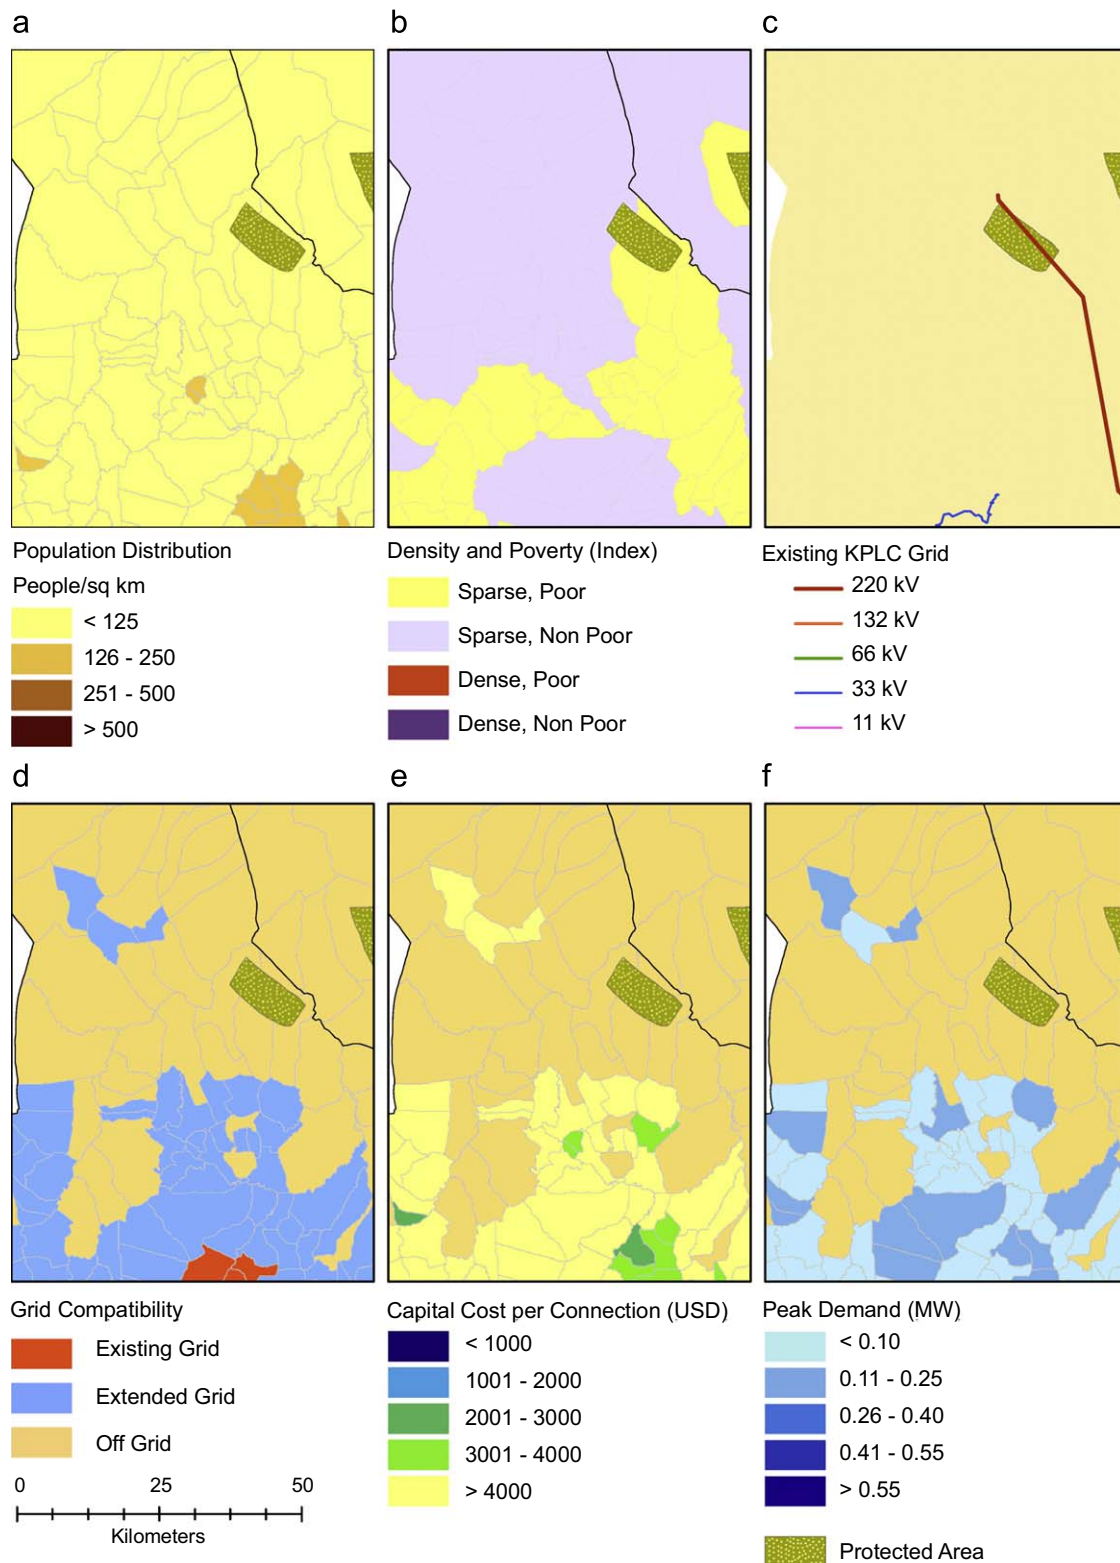 a
b
c
Population Distribution
People/sq km
< 125
126 - 250
251 - 500
> 500
Density and Poverty (Index)
Sparse, Poor
Sparse, Non Poor
Dense, Poor
Dense, Non Poor
Existing KPLC Grid
220 kV
132 kV
66 kV
33 kV
11 kV
d
e
f
Grid Compatibility
Existing Grid
Extended Grid
Off Grid
0 25 50
Kilometers
Capital Cost per Connection (USD)
< 1000
1001 - 2000
2001 - 3000
3001 - 4000
> 4000
Peak Demand (MW)
< 0.10
0.11 - 0.25
0.26 - 0.40
0.41 - 0.55
> 0.55
Protected Area